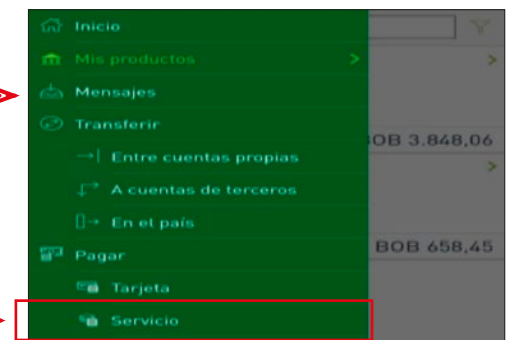 Inicio
Mis productos
Mensajes
Transferir
Entre cuentas propias
BOB 3.848,06
A cuentas de terceros
En el país
Pagar
BOB 658,45
Tarjeta
Servicio